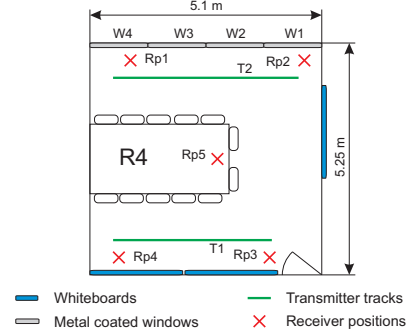 5.1 m
W4 W3 W2 W1
Rp1 Rp2
T2
5.25 m
R4 Rp5
T1
Rp4 Rp3
Whiteboards Transmitter tracks
Metal coated windows Receiver positions